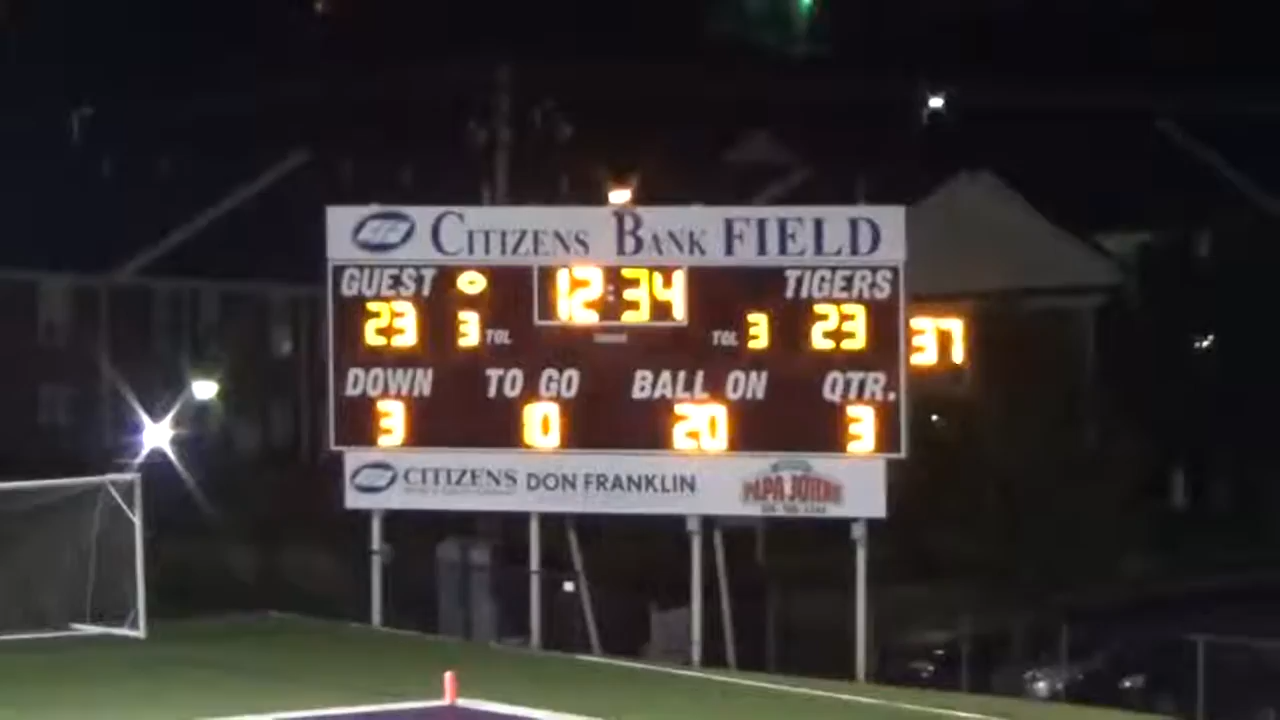 CITIZENS BANK FIELD
GUEST 12:34 TIGERS
23 3 TOL TOL 3 23 37
DOWN TO GO BALL ON QTR.
3 10 20 3
CITIZENS DON FRANKLIN PAPA JOHNS